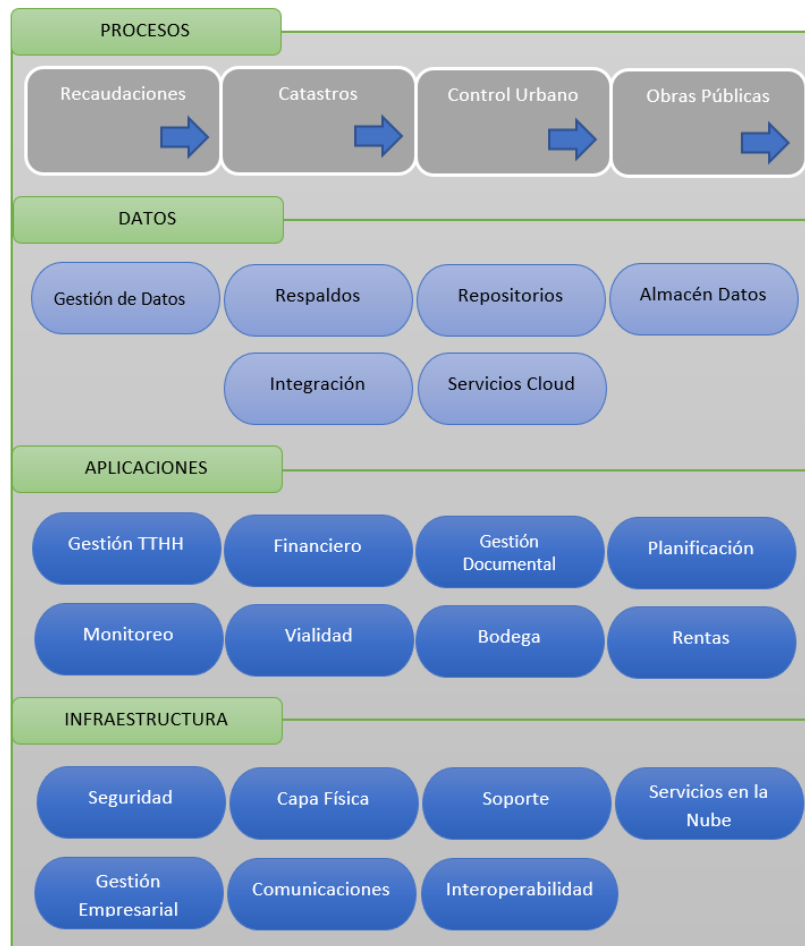 PROCESOS
Recaudaciones
Catastros
Control Urbano
Obras Públicas
DATOS
Gestión de Datos
Respaldos
Repositorios
Almacén Datos
Integración
Servicios Cloud
APLICACIONES
Gestión TTHH
Financiero
Gestión
Documental
Planificación
Monitoreo
Vialidad
Bodega
Rentas
INFRAESTRUCTURA
Seguridad
Capa Física
Soporte
Servicios en la
Nube
Gestión
Empresarial
Comunicaciones
Interoperabilidad